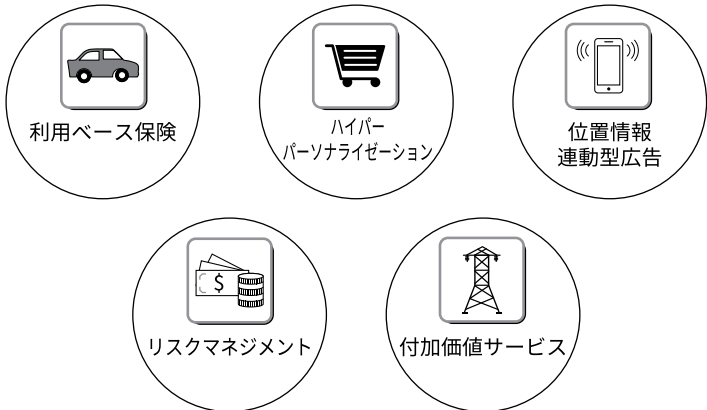 利用ベース保険
ハイパー
パーソナライゼーション
位置情報
連動型広告
$
リスクマネジメント
付加価値サービス